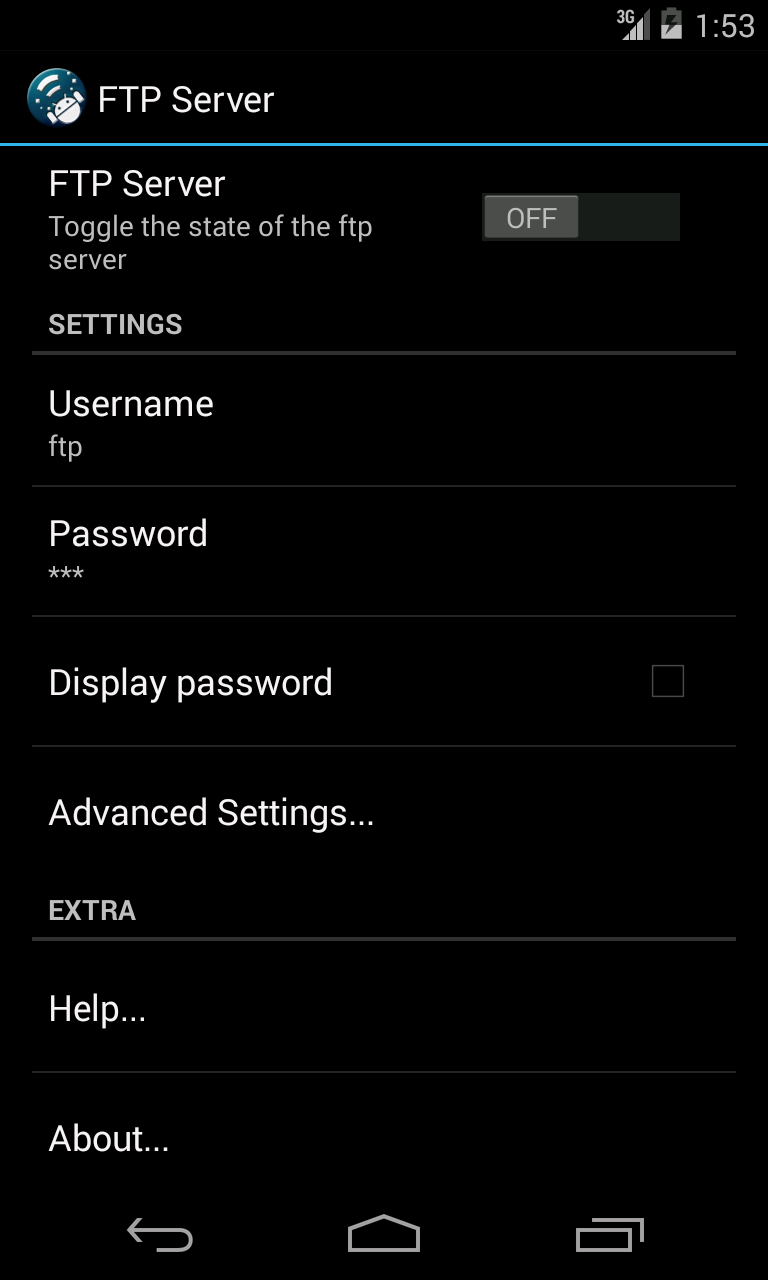 3G 1:53
FTP Server
FTP Server
Toggle the state of the ftp
server
OFF
SETTINGS
Username
ftp
Password
***
Display password
Advanced Settings...
EXTRA
Help...
About...